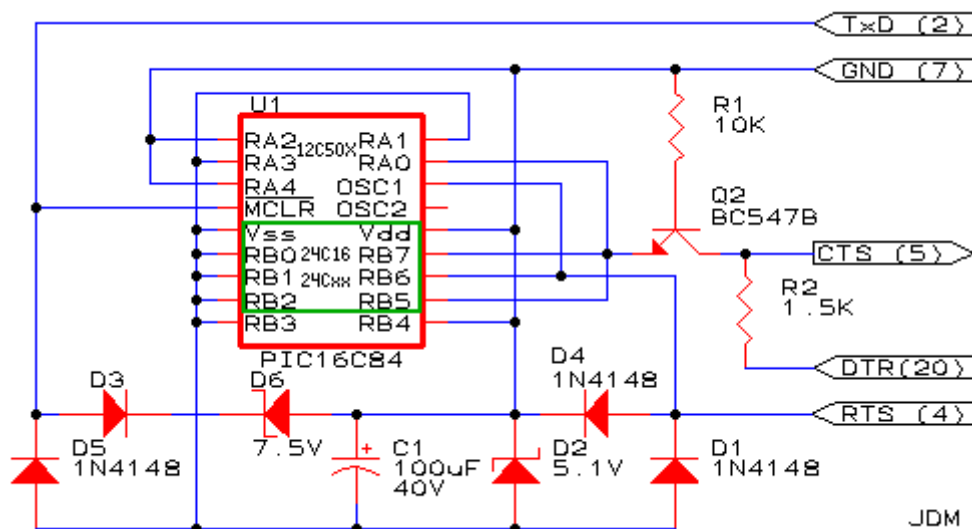 TxD (2)
GND (7)
U1
R1
10K
RA2 12C50X RA1
RA3 RA0
RA4 OSC1
MCLR OSC2
Q2
BC547B
Vss Vdd
RB0 24C16 RB7
RB1 24Cxx RB6
RB2 RB5
RB3 RB4
CTS (5)
R2
1.5K
PIC16C84
DTR(20)
D3
D6
D4
1N4148
RTS (4)
D5
1N4148
7.5V
C1
100uF
40V
D2
5.1V
D1
1N4148
+
JDM